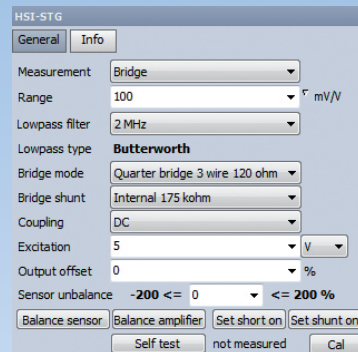 HSI-STG
General Info
Measurement Bridge
Range 100 mV/V
Lowpass filter 2 MHz
Lowpass type Butterworth
Bridge mode Quarter bridge 3 wire 120 ohm
Bridge shunt Internal 175 kohm
Coupling DC
Excitation 5 V
Output offset 0 %
Sensor unbalance -200 <= 0 <= 200 %
Balance sensor Balance amplifier Set short on Set shunt on
Self test not measured Cal